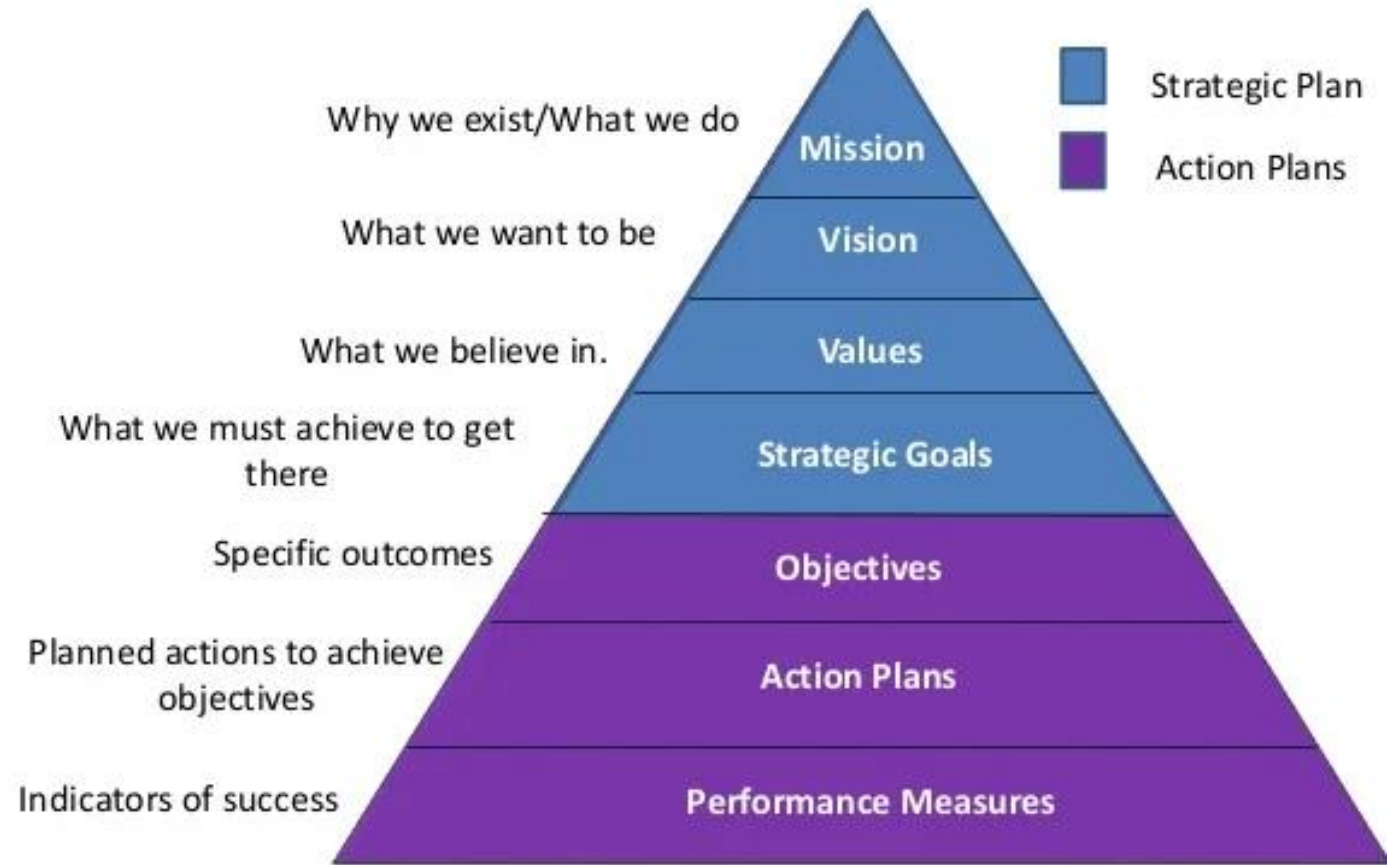 Why we exist/What we do
Mission
Strategic Plan
Action Plans
What we want to be
Vision
What we believe in.
Values
What we must achieve to get
there
Strategic Goals
Specific outcomes
Objectives
Planned actions to achieve
objectives
Action Plans
Indicators of success
Performance Measures